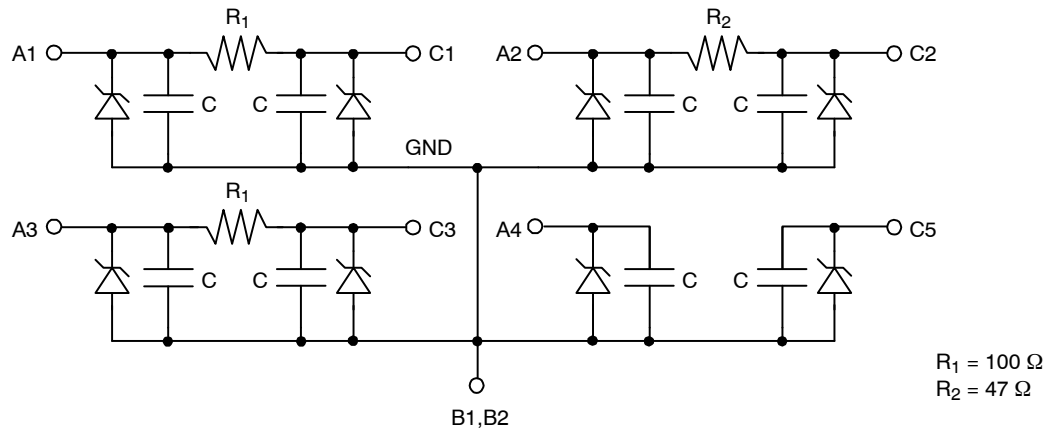 R1 R2
A1 C1 A2 C2
C C C C
GND
R1
A3 C3 A4 C5
C C C C
R1 = 100 Ω
R2 = 47 Ω
B1,B2